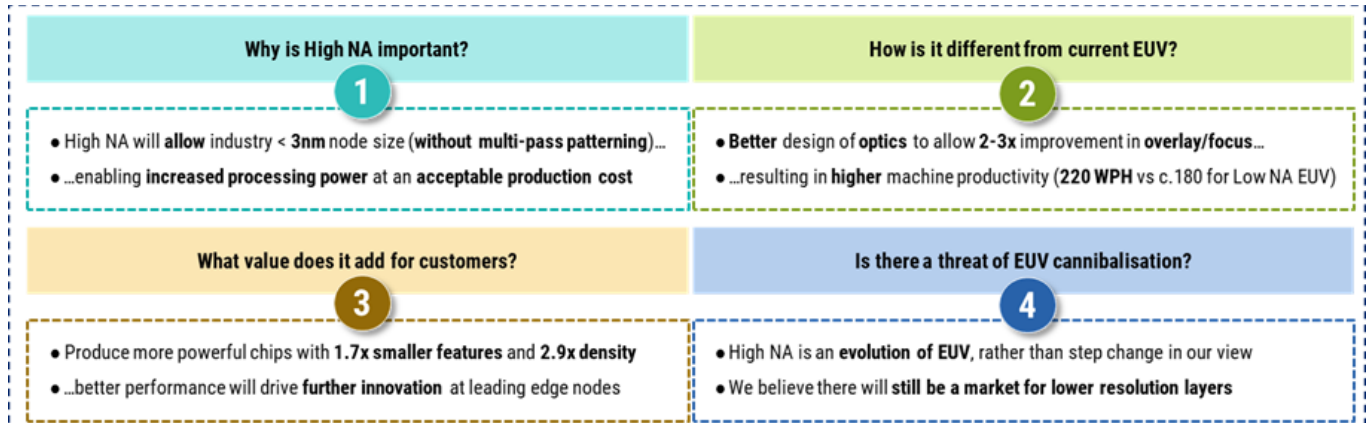 Why is High NA important?
1
● High NA will allow industry < 3nm node size (without multi-pass patterning)...
● ...enabling increased processing power at an acceptable production cost
How is it different from current EUV?
2
● Better design of optics to allow 2-3x improvement in overlay/focus...
● ...resulting in higher machine productivity (220 WPH vs c.180 for Low NA EUV)
What value does it add for customers?
3
● Produce more powerful chips with 1.7x smaller features and 2.9x density
● ...better performance will drive further innovation at leading edge nodes
Is there a threat of EUV cannibalisation?
4
● High NA is an evolution of EUV, rather than step change in our view
● We believe there will still be a market for lower resolution layers